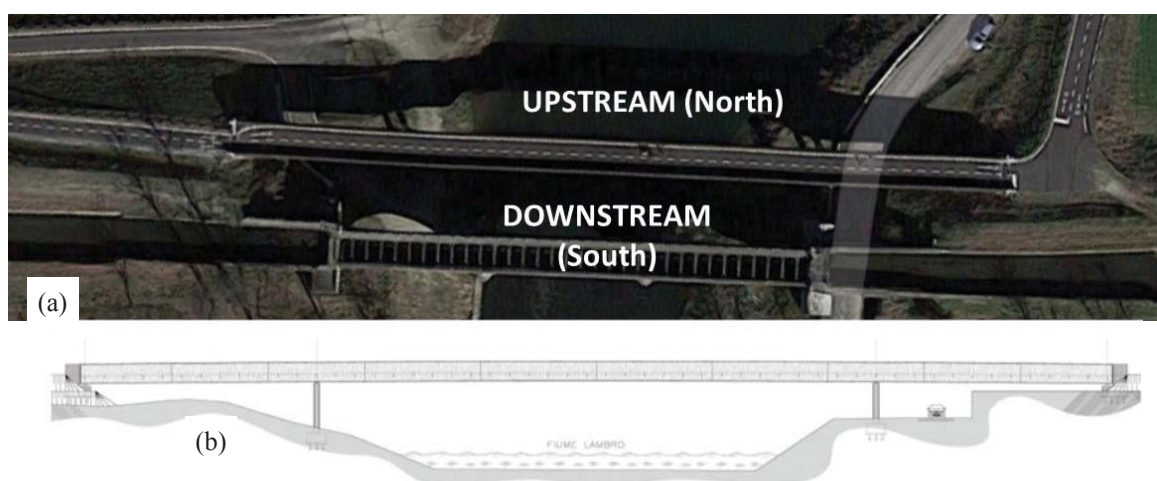 UPSTREAM (North)
DOWNSTREAM
(South)
(a)
(b)
FIUME LAMBRO